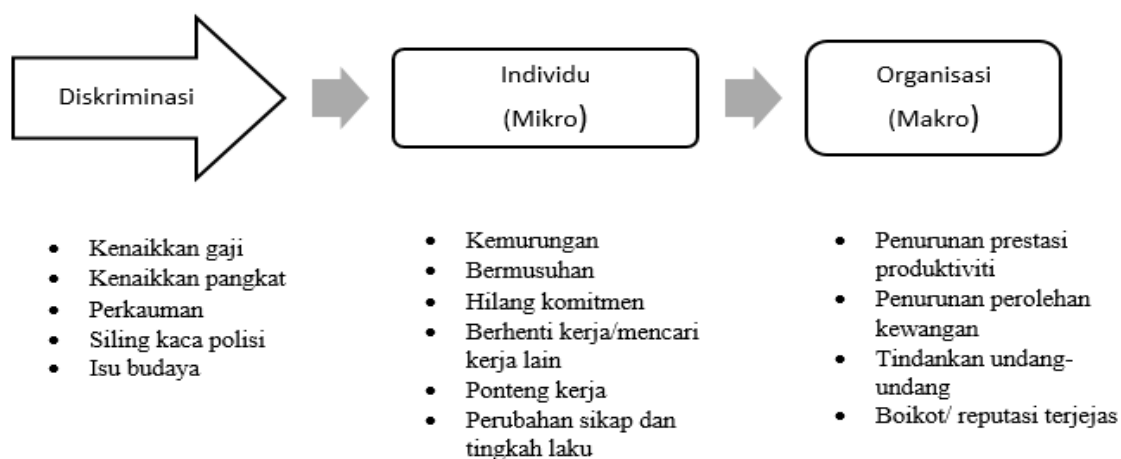 Diskriminasi
Individu
(Mikro)
Organisasi
(Makro)
• Kenaikkan gaji
• Kenaikkan pangkat
• Perkauman
• Siling kaca polisi
• Isu budaya
• Kemurungan
• Bermusuhan
• Hilang komitmen
• Berhenti kerja/mencari
kerja lain
• Ponteng kerja
• Perubahan sikap dan
tingkah laku
• Penurunan prestasi
produktiviti
• Penurunan perolehan
kewangan
• Tindankan undang-
undang
• Boikot/ reputasi terjejas